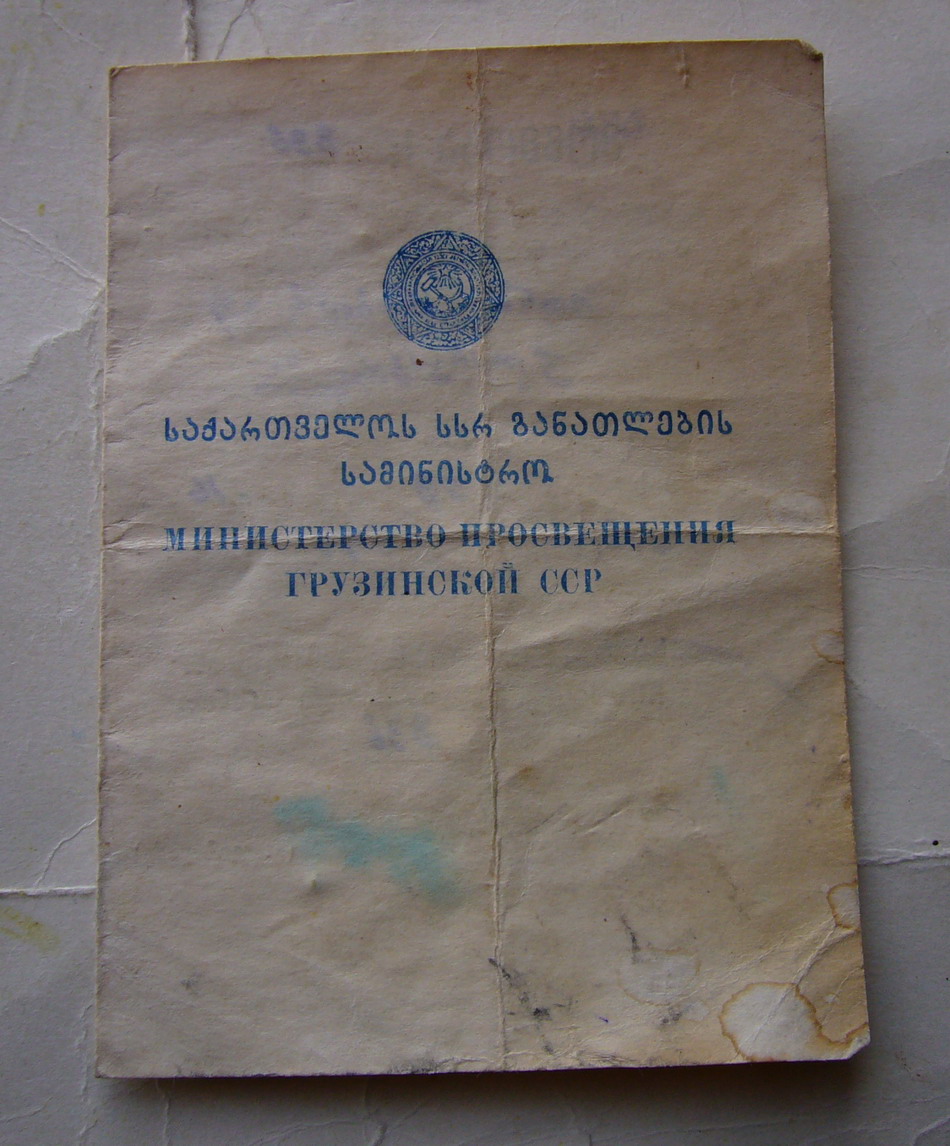 საქართველოს სსრ განათლების
სამინისტრო
МИНИСТЕРСТВО ПРОСВЕЩЕНИЯ
ГРУЗИНСКОЙ ССР